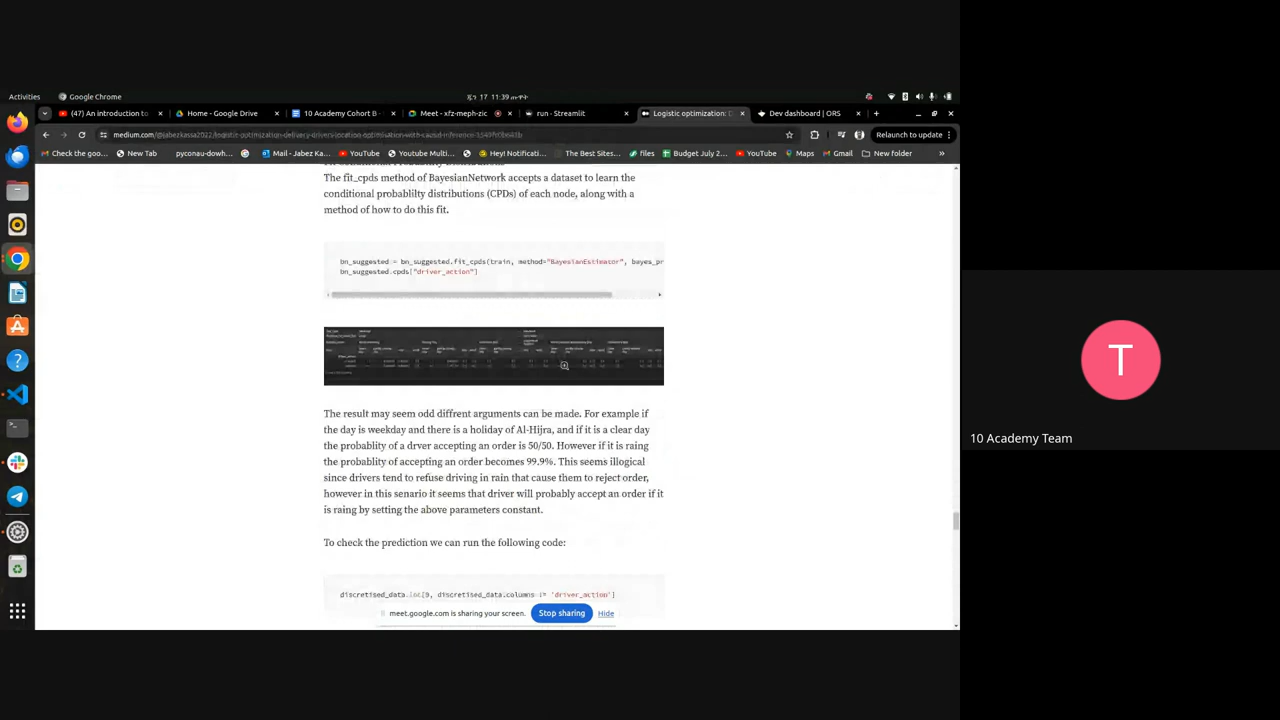 Activities
Google Chrome
11:39
(47) An introduction to
Home - Google Drive
10 Academy Cohort B -
Meet - xfz-meph-zic
run - Streamlit
Logistic optimization: D
Dev dashboard | ORS
Relaunch to update
Check the goo...
New Tab
pyconau-dowh...
Mail - Jabez Ka...
YouTube
Youtube Multi...
Hey! Notificati...
The Best Sites...
files
Budget July 2...
YouTube
Maps
Gmail
New folder
The fit_cpds method of BayesianNetwork accepts a dataset to learn the
conditional probablilty distributions (CPDs) of each node, along with a
method of how to do this fit.
bn_suggested = bn_suggested.fit_cpds(train, method="BayesianEstimator", bayes_pr
bn_suggested.cpds["driver_action"]
The result may seem odd diffrent arguments can be made. For example if
the day is weekday and there is a holiday of Al-Hijra, and if it is a clear day
the probablity of a drver accepting an order is 50/50. However if it is raing
the probablity of accepting an order becomes 99.9%. This seems illogical
since drivers tend to refuse driving in rain that cause them to reject order,
however in this senario it seems that driver will probably accept an order if it
is raing by setting the above parameters constant.
To check the prediction we can run the following code:
discretised_data.loc[9, discretised_data.columns != 'driver_action']
meet.google.com is sharing your screen.
Stop sharing
Hide
T
10 Academy Team